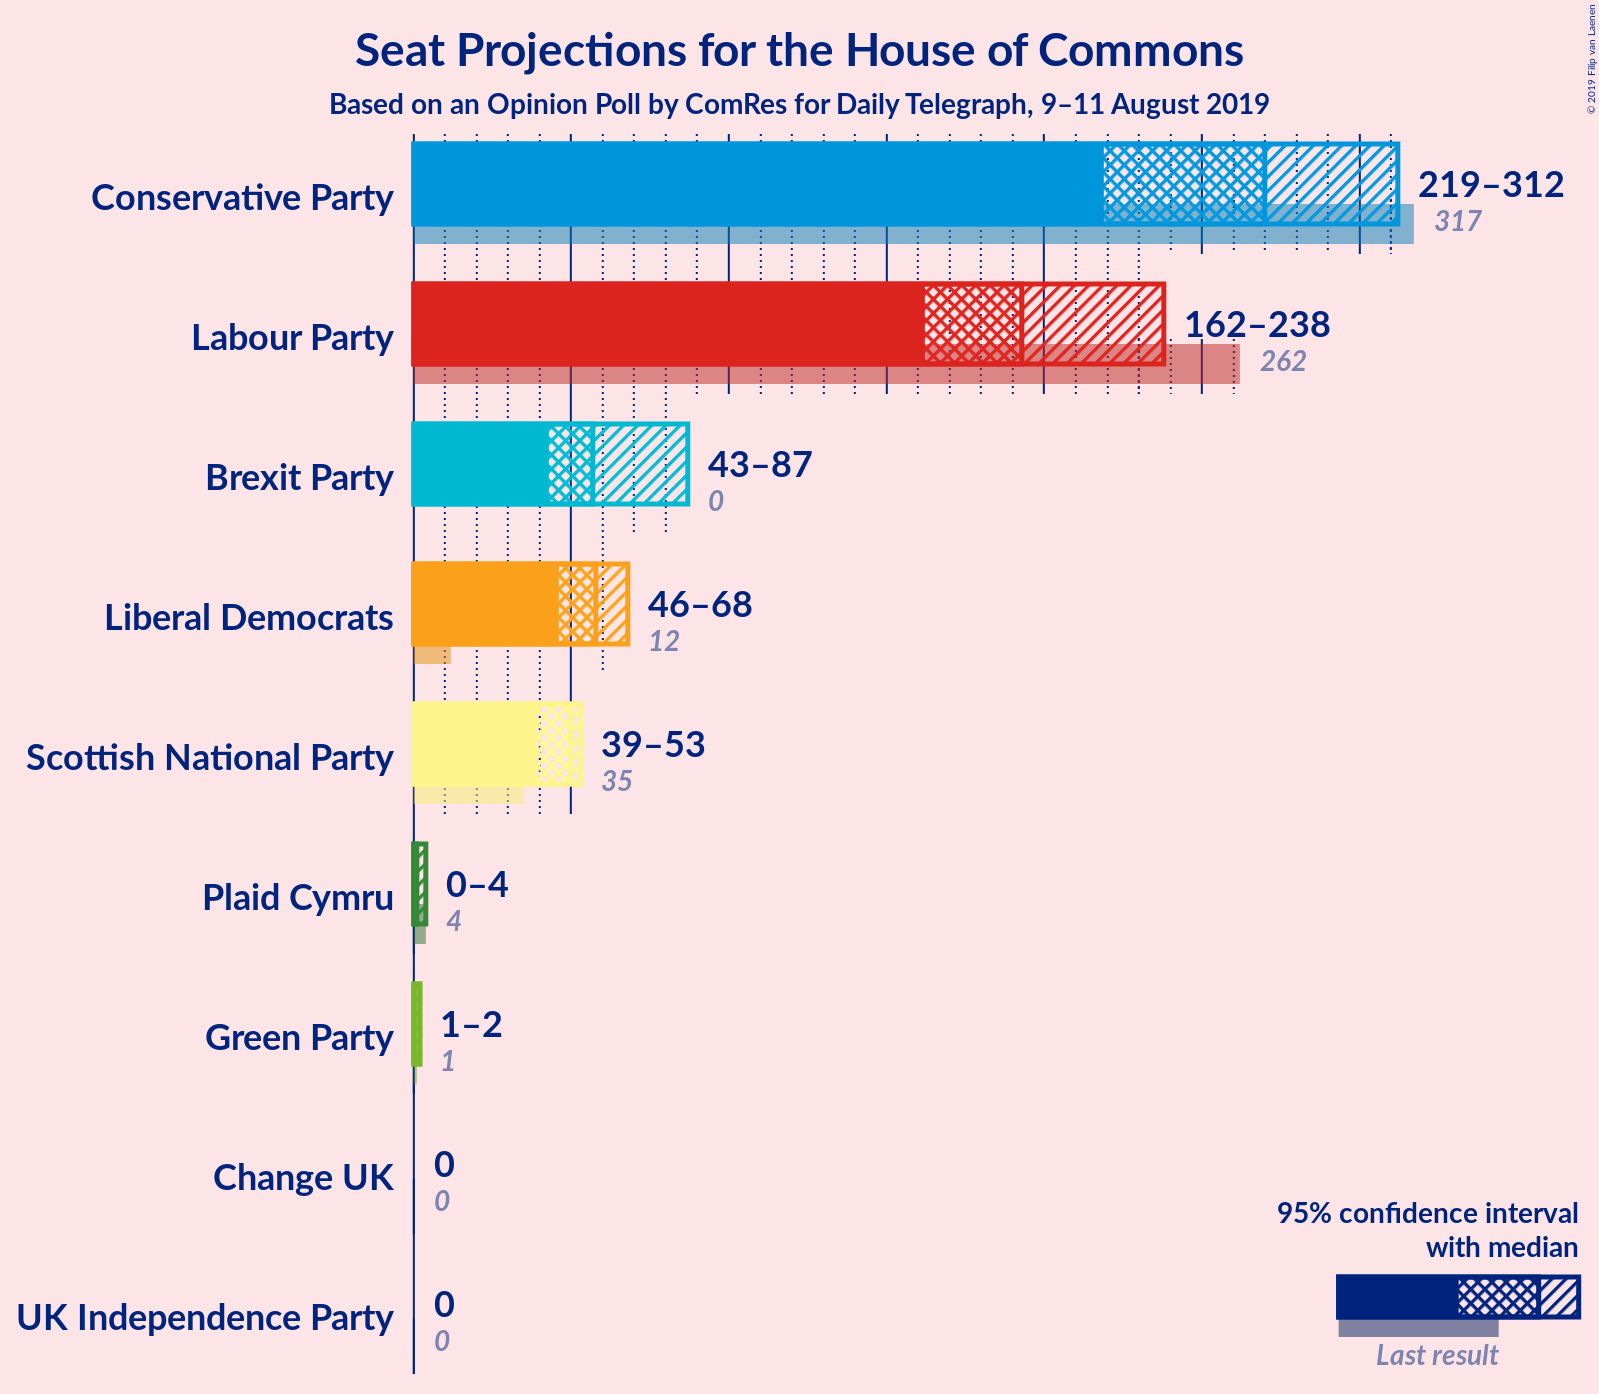 Seat Projections for the House of Commons
Based on an Opinion Poll by ComRes for Daily Telegraph, 9–11 August 2019
© 2019 Filip van Laenen
Conservative Party
219–312
317
Labour Party
162–238
262
Brexit Party
43–87
0
Liberal Democrats
46–68
12
Scottish National Party
39–53
35
Plaid Cymru
0–4
4
Green Party
1–2
1
Change UK
0
0
UK Independence Party
0
0
95% confidence interval
with median
Last result